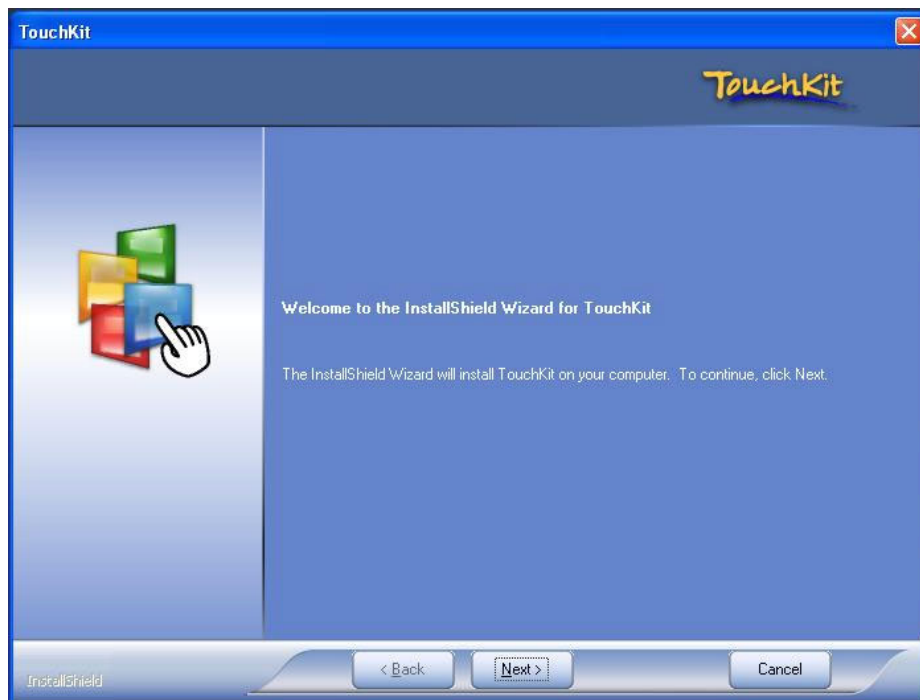 TouchKit
TouchKit
Welcome to the InstallShield Wizard for TouchKit
The InstallShield Wizard will install TouchKit on your computer. To continue, click Next.
InstallShield
< Back
Next >
Cancel